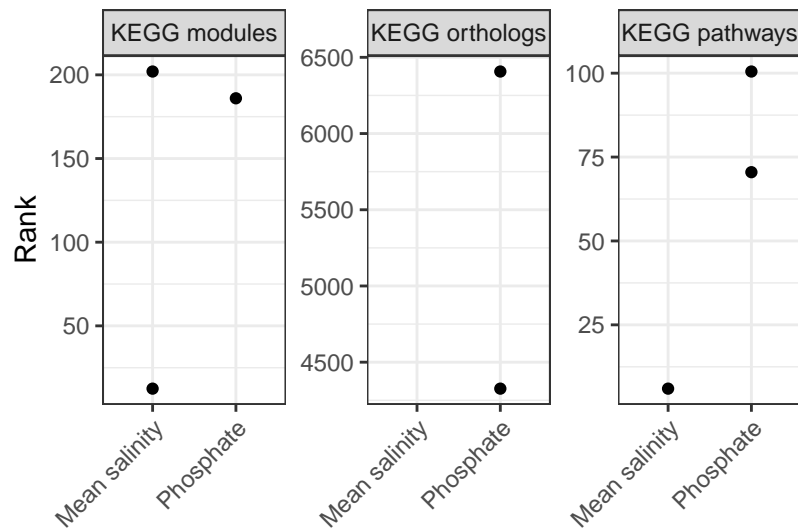 KEGG modules
KEGG orthologs
KEGG pathways
Rank
200
150
100
50
6500
6000
5500
5000
4500
100
75
50
25
Mean salinity
Phosphate
Mean salinity
Phosphate
Mean salinity
Phosphate